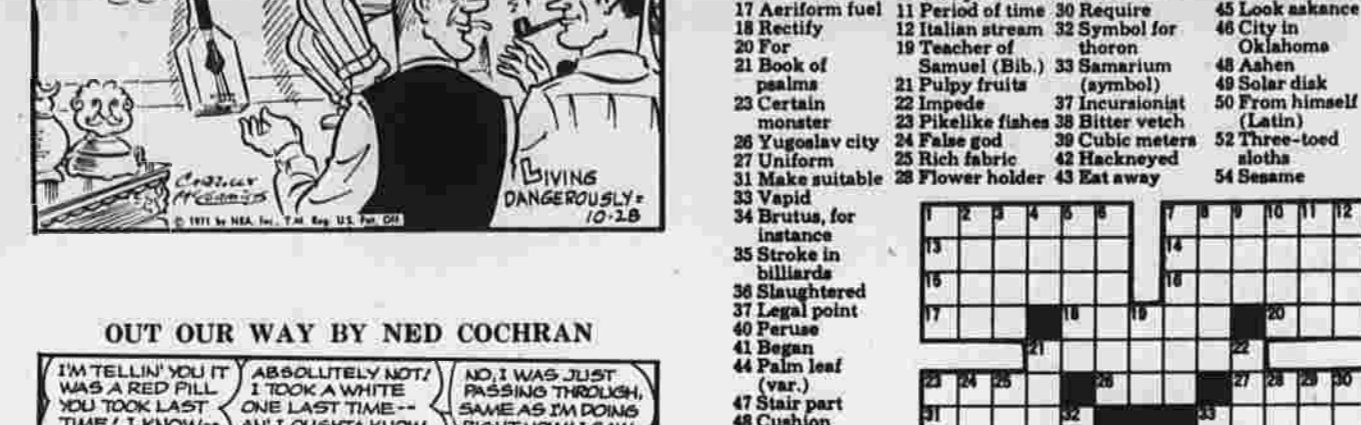 Crawley McCormick
© 1971 by NEA, Inc., T.M. Reg. U.S. Pat. Off.
LIVING
DANGEROUSLY=
10-28
OUT OUR WAY BY NED COCHRAN
I'M TELLIN' YOU IT
WAS A RED PILL
YOU TOOK LAST
ABSOLUTELY NOT!
I TOOK A WHITE
ONE LAST TIME--
NO, I WAS JUST
PASSING THROUGH,
SAME AS I'M DOING
17 Aeriform fuel
18 Rectify
20 For
21 Book of
psalms
23 Certain
monster
26 Yugoslav city
27 Uniform
31 Make suitable
33 Vapid
34 Brutus, for
instance
35 Stroke in
billiards
36 Slaughtered
37 Legal point
40 Peruse
41 Began
44 Palm leaf
(var.)
47 Stair part
48 Cushion
11 Period of time
12 Italian stream
19 Teacher of
Samuel (Bib.)
21 Pulpy fruits
22 Impede
23 Pikelike fishes
24 False god
25 Rich fabric
28 Flower holder
30 Require
32 Symbol for
thoron
33 Samarium
(symbol)
37 Incursionist
38 Bitter vetch
39 Cubic meters
42 Hackneyed
43 Eat away
45 Look askance
46 City in
Oklahoma
48 Ashen
49 Solar disk
50 From himself
(Latin)
52 Three-toed
sloths
54 Sesame
1 2 3 4 5 6 7 8 9 10 11 12
13 14
15 16
17 18 19 20
21 22
23 24 25 26 27 28 29 30
31 32 33